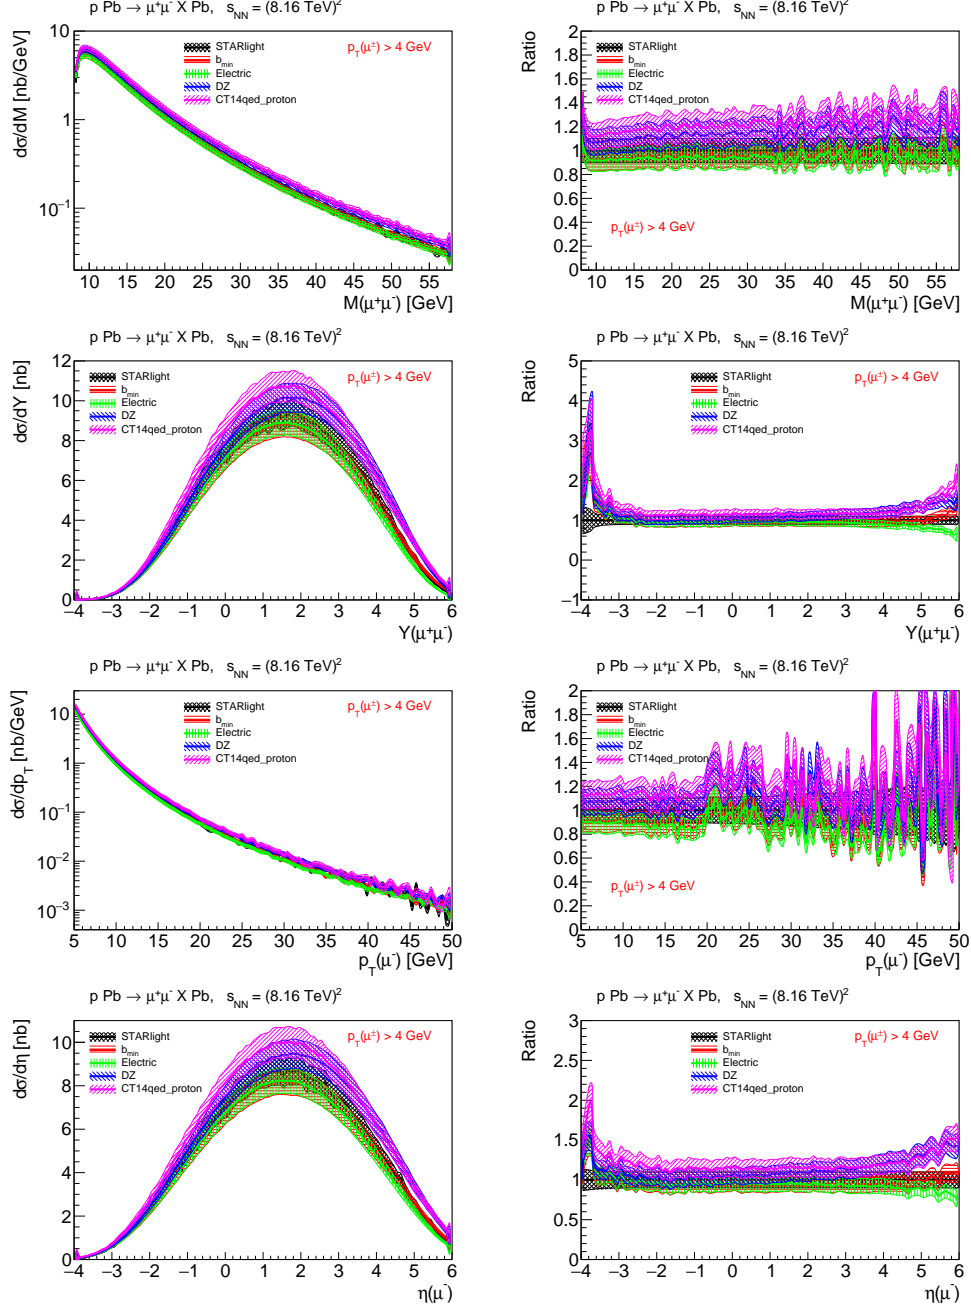 p Pb → μ⁺μ⁻ X Pb, s_NN = (8.16 TeV)²
dσ/dM [nb/GeV]
10
1
10⁻¹
STARlight
b_min
Electric
DZ
CT14qed_proton
p_T(μ±) > 4 GeV
10 15 20 25 30 35 40 45 50 55
M(μ⁺μ⁻) [GeV]
p Pb → μ⁺μ⁻ X Pb, s_NN = (8.16 TeV)²
Ratio
2
1.8
1.6
1.4
1.2
1
0.8
0.6
0.4
0.2
0
STARlight
b_min
Electric
DZ
CT14qed_proton
p_T(μ±) > 4 GeV
10 15 20 25 30 35 40 45 50 55
M(μ⁺μ⁻) [GeV]
p Pb → μ⁺μ⁻ X Pb, s_NN = (8.16 TeV)²
dσ/dY [nb]
12
10
8
6
4
2
0
STARlight
b_min
Electric
DZ
CT14qed_proton
p_T(μ±) > 4 GeV
−4 −3 −2 −1 0 1 2 3 4 5 6
Y(μ⁺μ⁻)
p Pb → μ⁺μ⁻ X Pb, s_NN = (8.16 TeV)²
Ratio
5
4
3
2
1
0
−1
STARlight
b_min
Electric
DZ
CT14qed_proton
p_T(μ±) > 4 GeV
−4 −3 −2 −1 0 1 2 3 4 5 6
Y(μ⁺μ⁻)
p Pb → μ⁺μ⁻ X Pb, s_NN = (8.16 TeV)²
dσ/dp_T [nb/GeV]
10
1
10⁻¹
10⁻²
10⁻³
STARlight
b_min
Electric
DZ
CT14qed_proton
p_T(μ±) > 4 GeV
5 10 15 20 25 30 35 40 45 50
p_T(μ⁻) [GeV]
p Pb → μ⁺μ⁻ X Pb, s_NN = (8.16 TeV)²
Ratio
2
1.8
1.6
1.4
1.2
1
0.8
0.6
0.4
0.2
0
STARlight
b_min
Electric
DZ
CT14qed_proton
p_T(μ±) > 4 GeV
5 10 15 20 25 30 35 40 45 50
p_T(μ⁻) [GeV]
p Pb → μ⁺μ⁻ X Pb, s_NN = (8.16 TeV)²
dσ/dη [nb]
10
8
6
4
2
0
STARlight
b_min
Electric
DZ
CT14qed_proton
p_T(μ±) > 4 GeV
−4 −3 −2 −1 0 1 2 3 4 5 6
η(μ⁻)
p Pb → μ⁺μ⁻ X Pb, s_NN = (8.16 TeV)²
Ratio
3
2.5
2
1.5
1
0.5
0
STARlight
b_min
Electric
DZ
CT14qed_proton
p_T(μ±) > 4 GeV
−4 −3 −2 −1 0 1 2 3 4 5 6
η(μ⁻)